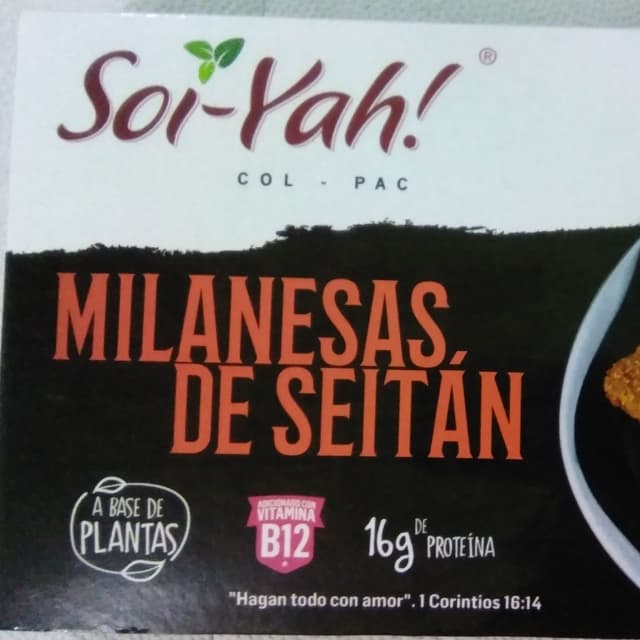 Soi-Yah!®
COL - PAC
MILANESAS
DE SEITÁN
A BASE DE
PLANTAS
ADICIONADO CON
VITAMINA
B12
16g DE PROTEÍNA
"Hagan todo con amor". 1 Corintios 16:14